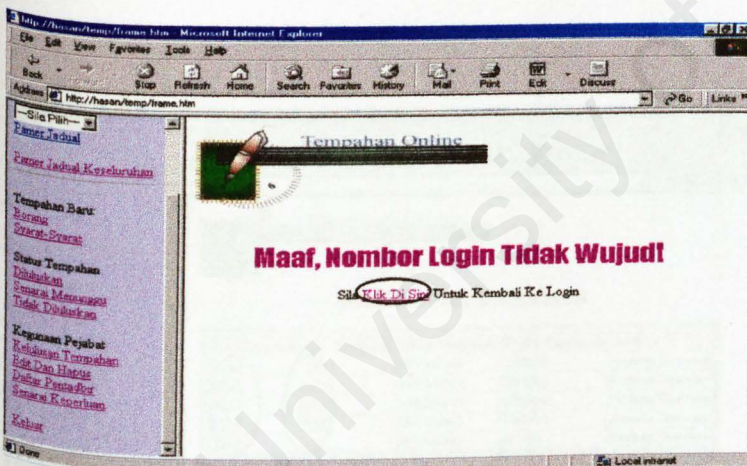 http://hasan/temp/frame.htm - Microsoft Internet Explorer
File Edit View Favorites Tools Help
Back Stop Refresh Home Search Favorites History Mail Print Edit Discuss
Address http://hasan/temp/frame.htm Go Links
--Sila Pilih--
Pamer Jadual
Pamer Jadual Keseluruhan
Tempahan Baru:
Borang
Syarat-Syarat
Status Tempahan
Diluluskan
Senarai Menunggu
Tidak Diluluskan
Kegunaan Pejabat
Kelulusan Tempahan
Edit Dan Hapus
Daftar Pentadbir
Senarai Keperluan
Keluar
Tempahan Online
Maaf, Nombor Login Tidak Wujud!
Sila Klik Di Sini Untuk Kembali Ke Login
Done Local intranet
University of